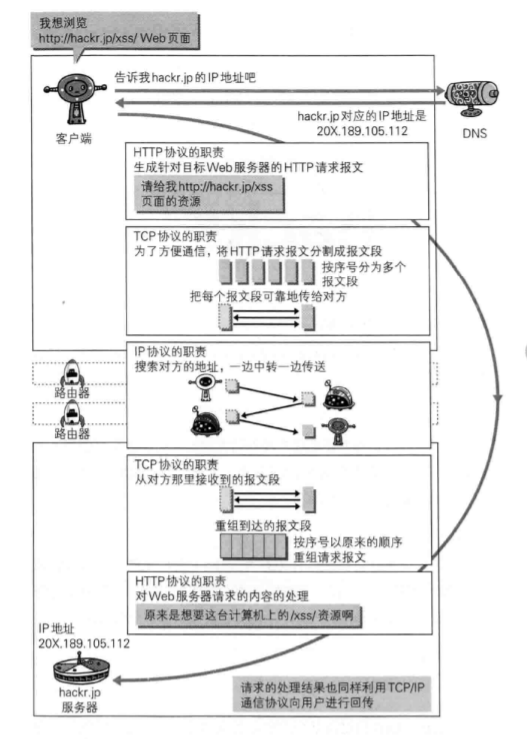 我想浏览
http://hackr.jp/xss/ Web页面
告诉我hackr.jp的IP地址吧
hackr.jp对应的IP地址是
20X.189.105.112
客户端
DNS
HTTP协议的职责
生成针对目标Web服务器的HTTP请求报文
请给我http://hackr.jp/xss
页面的资源
TCP协议的职责
为了方便通信，将HTTP请求报文分割成报文段
按序号分为多个
报文段
把每个报文段可靠地传给对方
IP协议的职责
搜索对方的地址，一边中转一边传送
路由器
路由器
TCP协议的职责
从对方那里接收到的报文段
重组到达的报文段
按序号以原来的顺序
重组请求报文
HTTP协议的职责
对Web服务器请求的内容的处理
原来是想要这台计算机上的/xss/资源啊
IP地址
20X.189.105.112
hackr.jp
服务器
请求的处理结果也同样利用TCP/IP
通信协议向用户进行回传